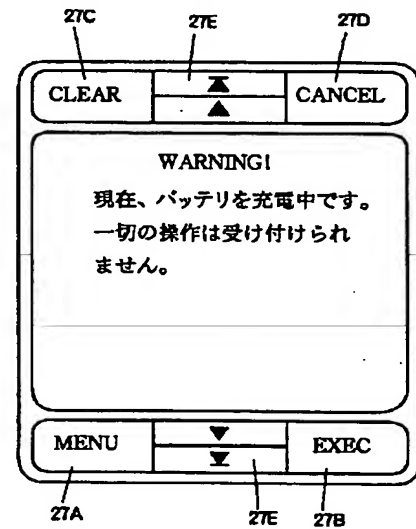 27C 27E 27D
CLEAR CANCEL
WARNING!
現在、バッテリを充電中です。
一切の操作は受け付けられ
ません。
MENU EXEC
27A 27E 27B